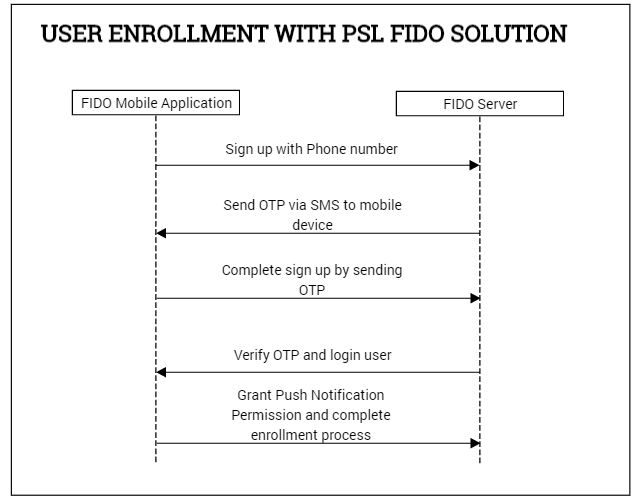 USER ENROLLMENT WITH PSL FIDO SOLUTION
FIDO Mobile Application
FIDO Server
Sign up with Phone number
Send OTP via SMS to mobile
device
Complete sign up by sending
OTP
Verify OTP and login user
Grant Push Notification
Permission and complete
enrollment process